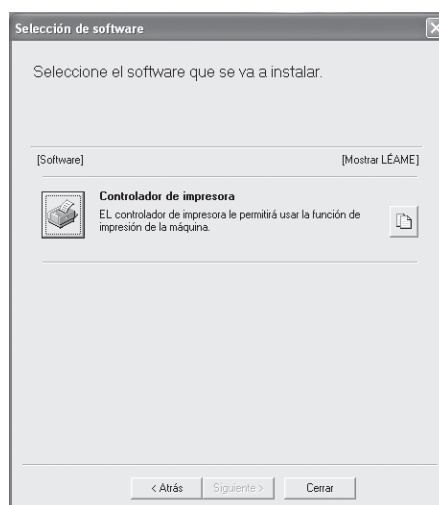 Selección de software
Seleccione el software que se va a instalar.
[Software] [Mostrar LÉAME]
Controlador de impresora
EL controlador de impresora le permitirá usar la función de
impresión de la máquina.
< Atrás Siguiente > Cerrar